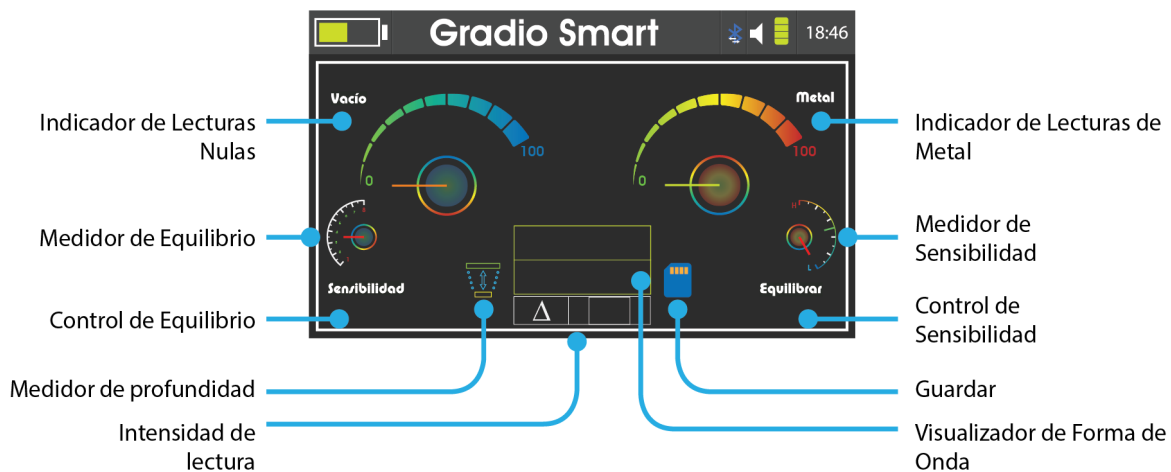 Gradio Smart
18:46
Vacío
Metal
100
100
0
0
Sensibilidad
Equilibrar
Δ
Indicador de Lecturas
Nulas
Medidor de Equilibrio
Control de Equilibrio
Medidor de profundidad
Intensidad de
lectura
Indicador de Lecturas de
Metal
Medidor de
Sensibilidad
Control de
Sensibilidad
Guardar
Visualizador de Forma de
Onda